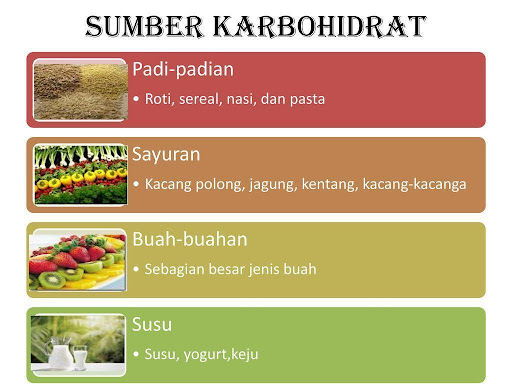 SUMBER KARBOHIDRAT
Padi-padian
• Roti, sereal, nasi, dan pasta
Sayuran
• Kacang polong, jagung, kentang, kacang-kacanga
Buah-buahan
• Sebagian besar jenis buah
Susu
• Susu, yogurt,keju